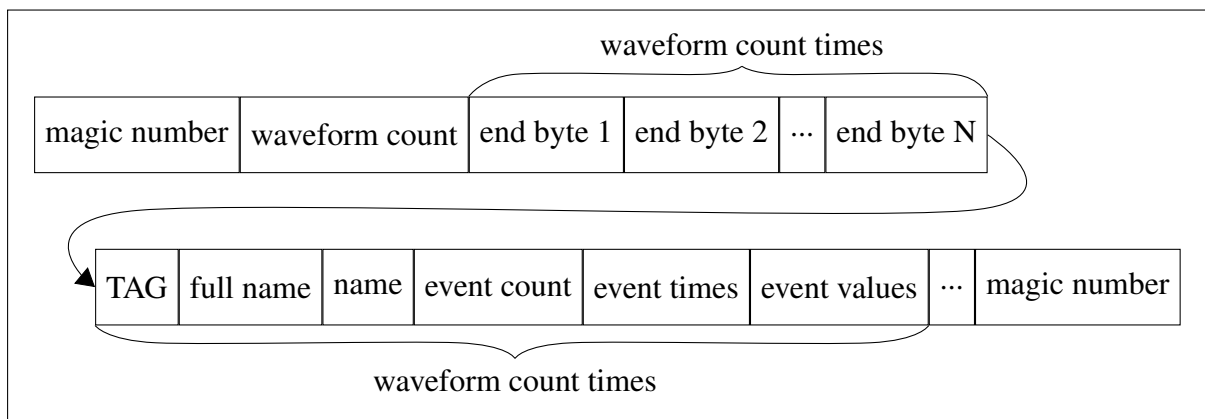 waveform count times
magic number waveform count end byte 1 end byte 2 ... end byte N
TAG full name name event count event times event values ... magic number
waveform count times